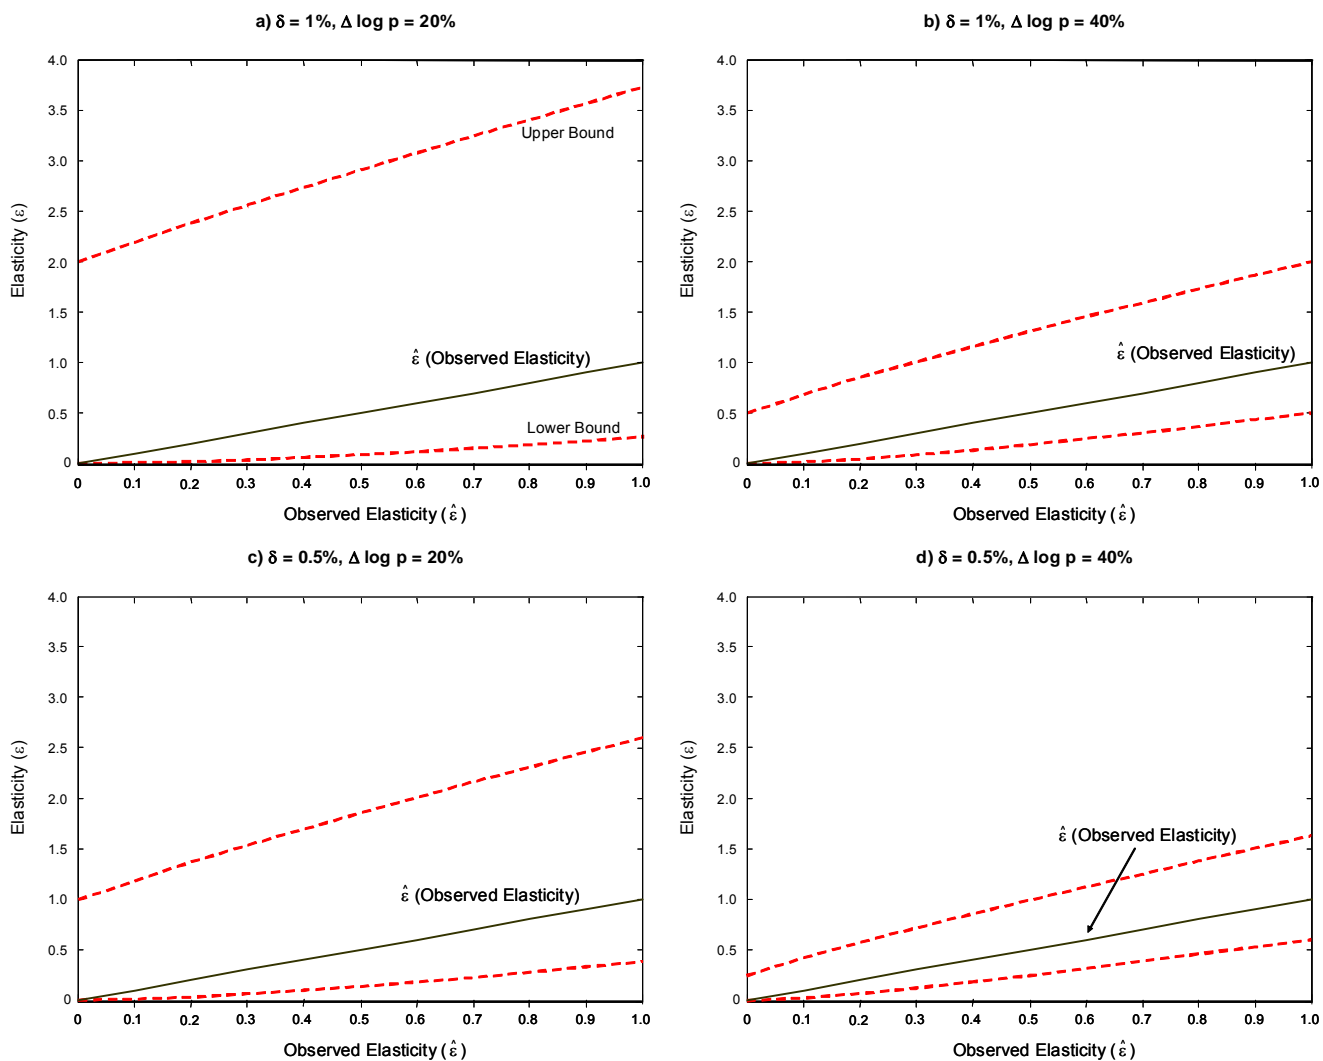 a) δ = 1%, Δ log p = 20%
4.0
3.5
3.0
2.5
2.0
1.5
1.0
0.5
0
Elasticity (ε)
Upper Bound
ε̂ (Observed Elasticity)
Lower Bound
0 0.1 0.2 0.3 0.4 0.5 0.6 0.7 0.8 0.9 1.0
Observed Elasticity (ε̂)
b) δ = 1%, Δ log p = 40%
4.0
3.5
3.0
2.5
2.0
1.5
1.0
0.5
0
Elasticity (ε)
ε̂ (Observed Elasticity)
0 0.1 0.2 0.3 0.4 0.5 0.6 0.7 0.8 0.9 1.0
Observed Elasticity (ε̂)
c) δ = 0.5%, Δ log p = 20%
4.0
3.5
3.0
2.5
2.0
1.5
1.0
0.5
0
Elasticity (ε)
ε̂ (Observed Elasticity)
0 0.1 0.2 0.3 0.4 0.5 0.6 0.7 0.8 0.9 1.0
Observed Elasticity (ε̂)
d) δ = 0.5%, Δ log p = 40%
4.0
3.5
3.0
2.5
2.0
1.5
1.0
0.5
0
Elasticity (ε)
ε̂ (Observed Elasticity)
0 0.1 0.2 0.3 0.4 0.5 0.6 0.7 0.8 0.9 1.0
Observed Elasticity (ε̂)